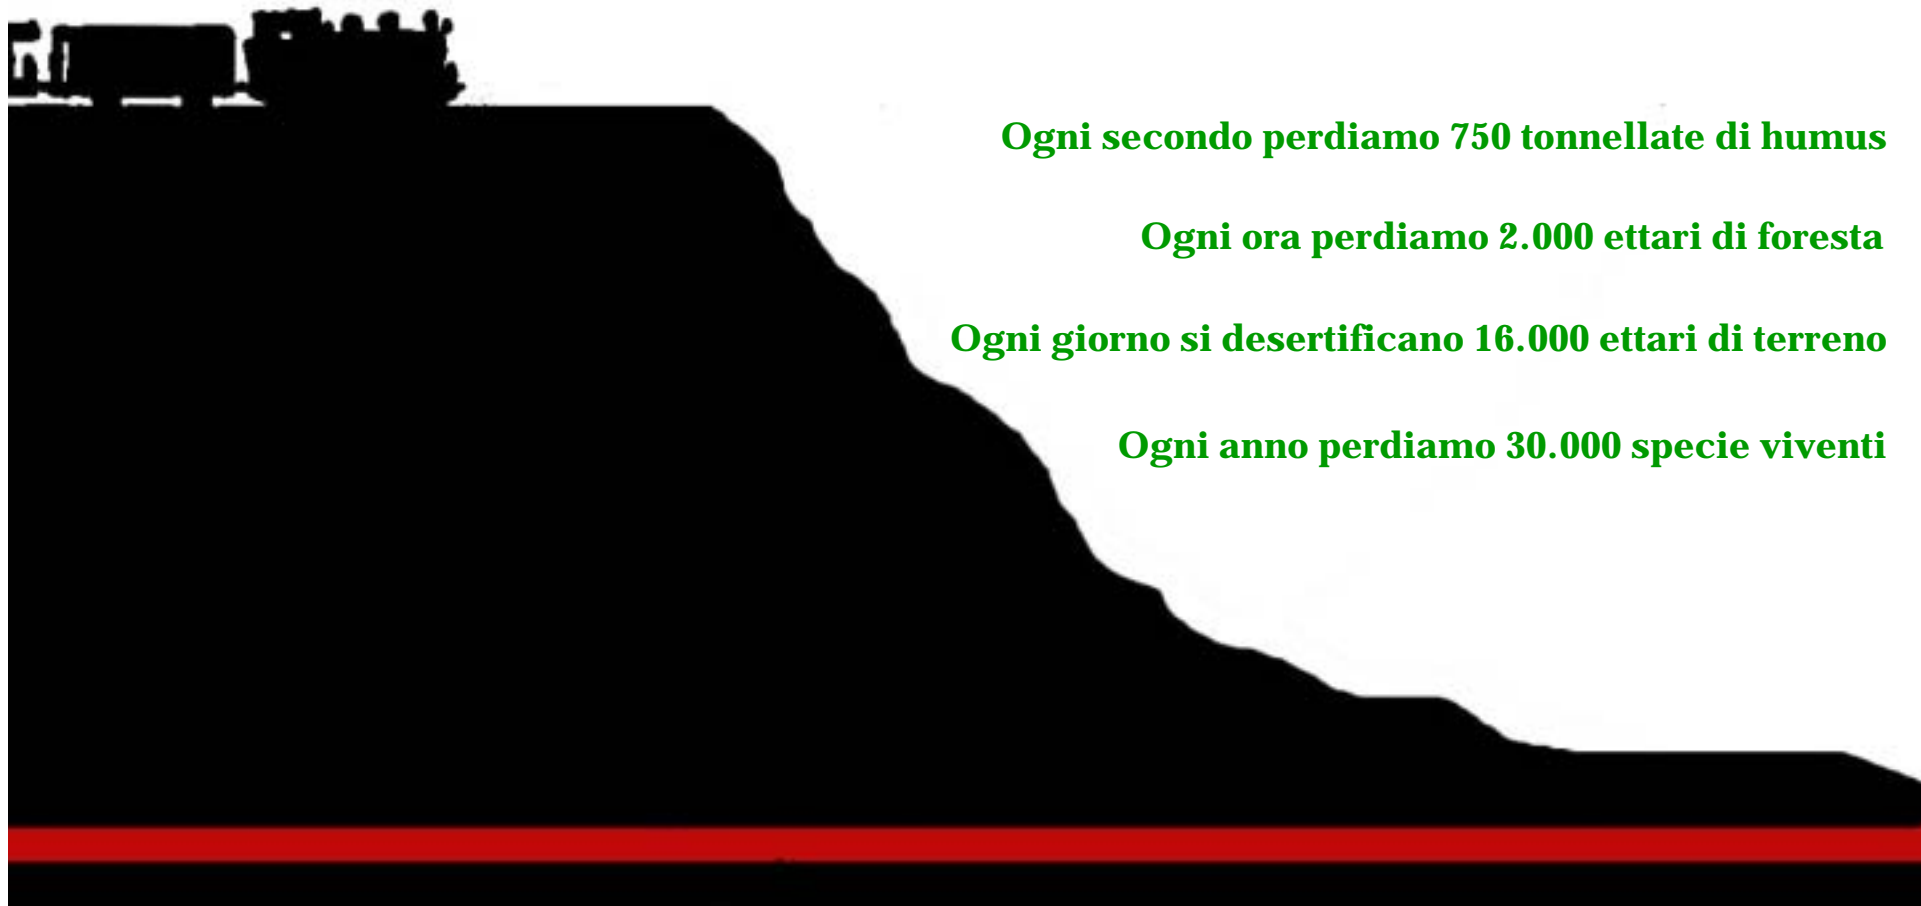 Ogni secondo perdiamo 750 tonnellate di humus
Ogni ora perdiamo 2.000 ettari di foresta
Ogni giorno si desertificano 16.000 ettari di terreno
Ogni anno perdiamo 30.000 specie viventi